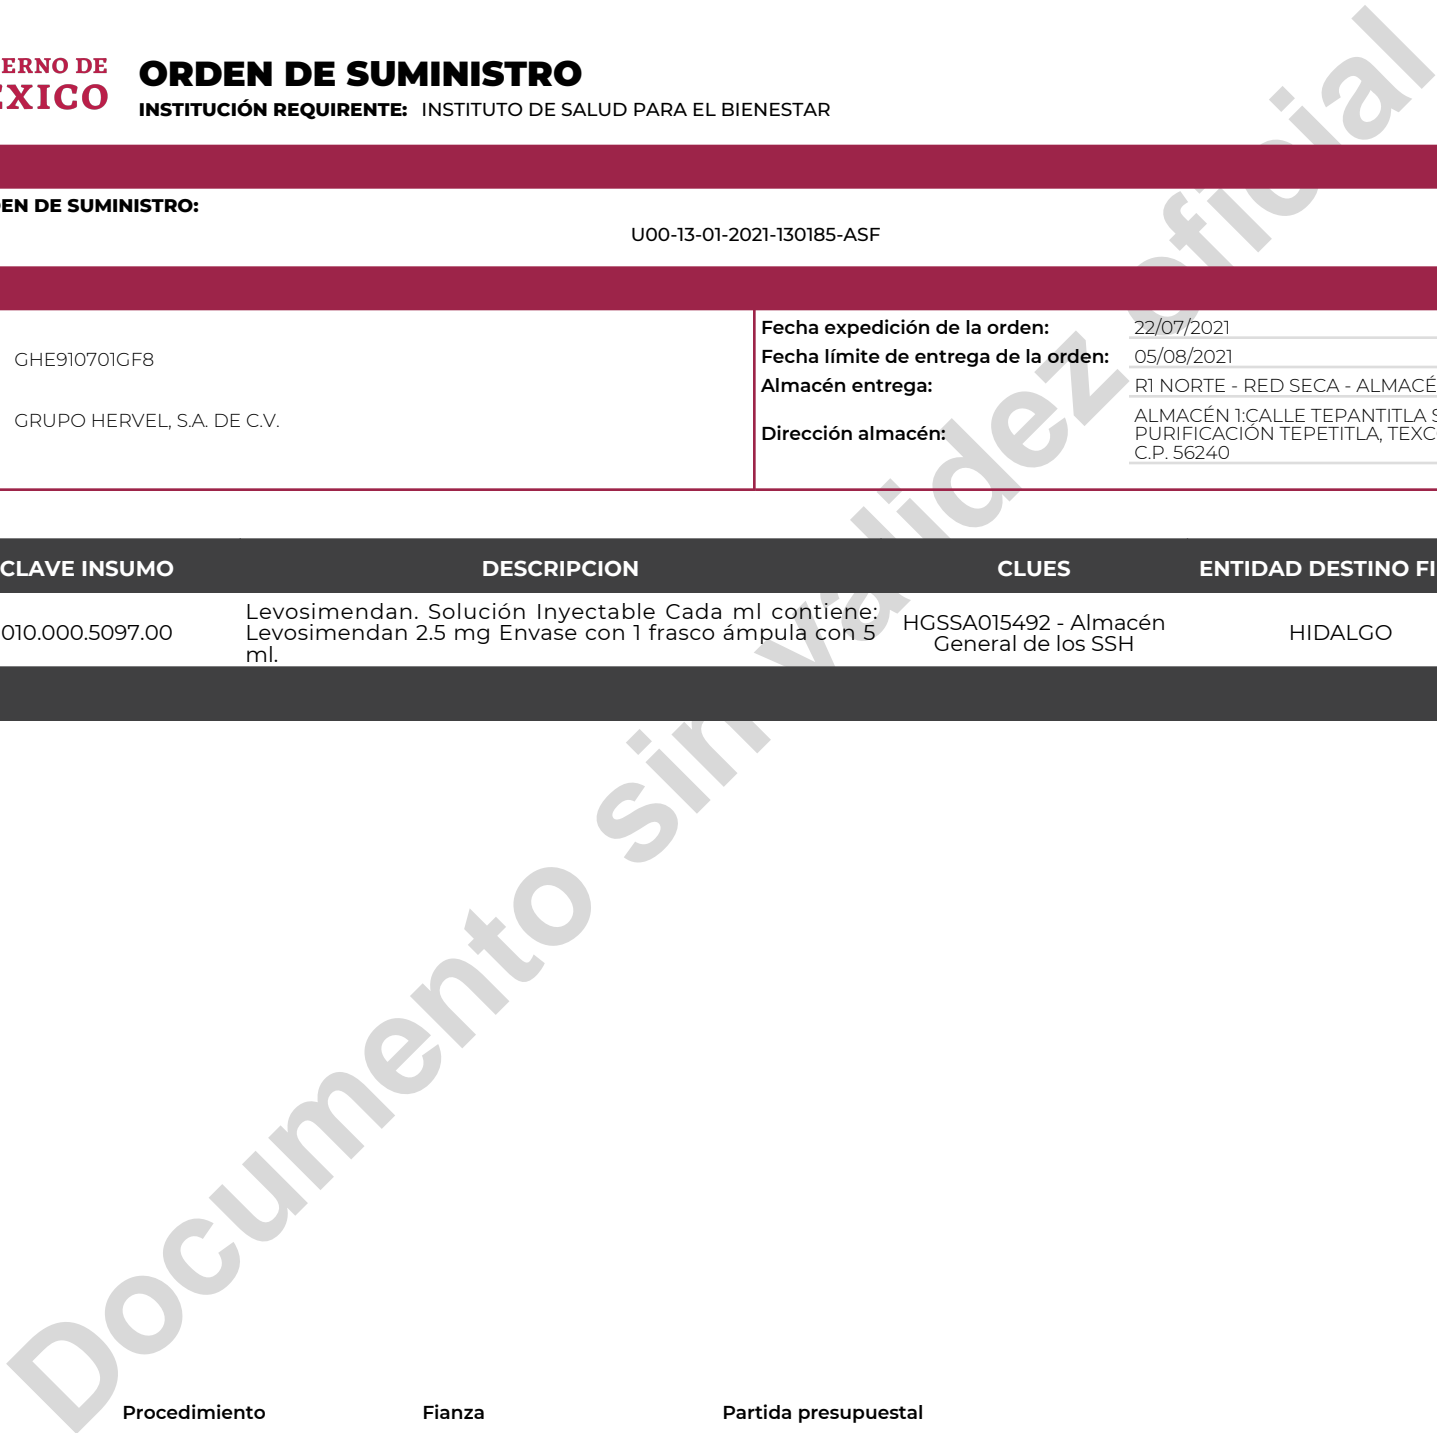 ERNO DE
EXICO
ORDEN DE SUMINISTRO
INSTITUCIÓN REQUIRENTE: INSTITUTO DE SALUD PARA EL BIENESTAR
EN DE SUMINISTRO:
U00-13-01-2021-130185-ASF
GHE910701GF8
GRUPO HERVEL, S.A. DE C.V.
Fecha expedición de la orden: 22/07/2021
Fecha límite de entrega de la orden: 05/08/2021
Almacén entrega: R1 NORTE - RED SECA - ALMACÉ
Dirección almacén: ALMACÉN 1:CALLE TEPANTITLA S
PURIFICACIÓN TEPETITLA, TEXC
C.P. 56240
CLAVE INSUMO DESCRIPCION CLUES ENTIDAD DESTINO FI
010.000.5097.00
Levosimendan. Solución Inyectable Cada ml contiene:
Levosimendan 2.5 mg Envase con 1 frasco ámpula con 5
ml.
HGSSA015492 - Almacén
General de los SSH
HIDALGO
Documento sin validez oficial
Procedimiento Fianza Partida presupuestal